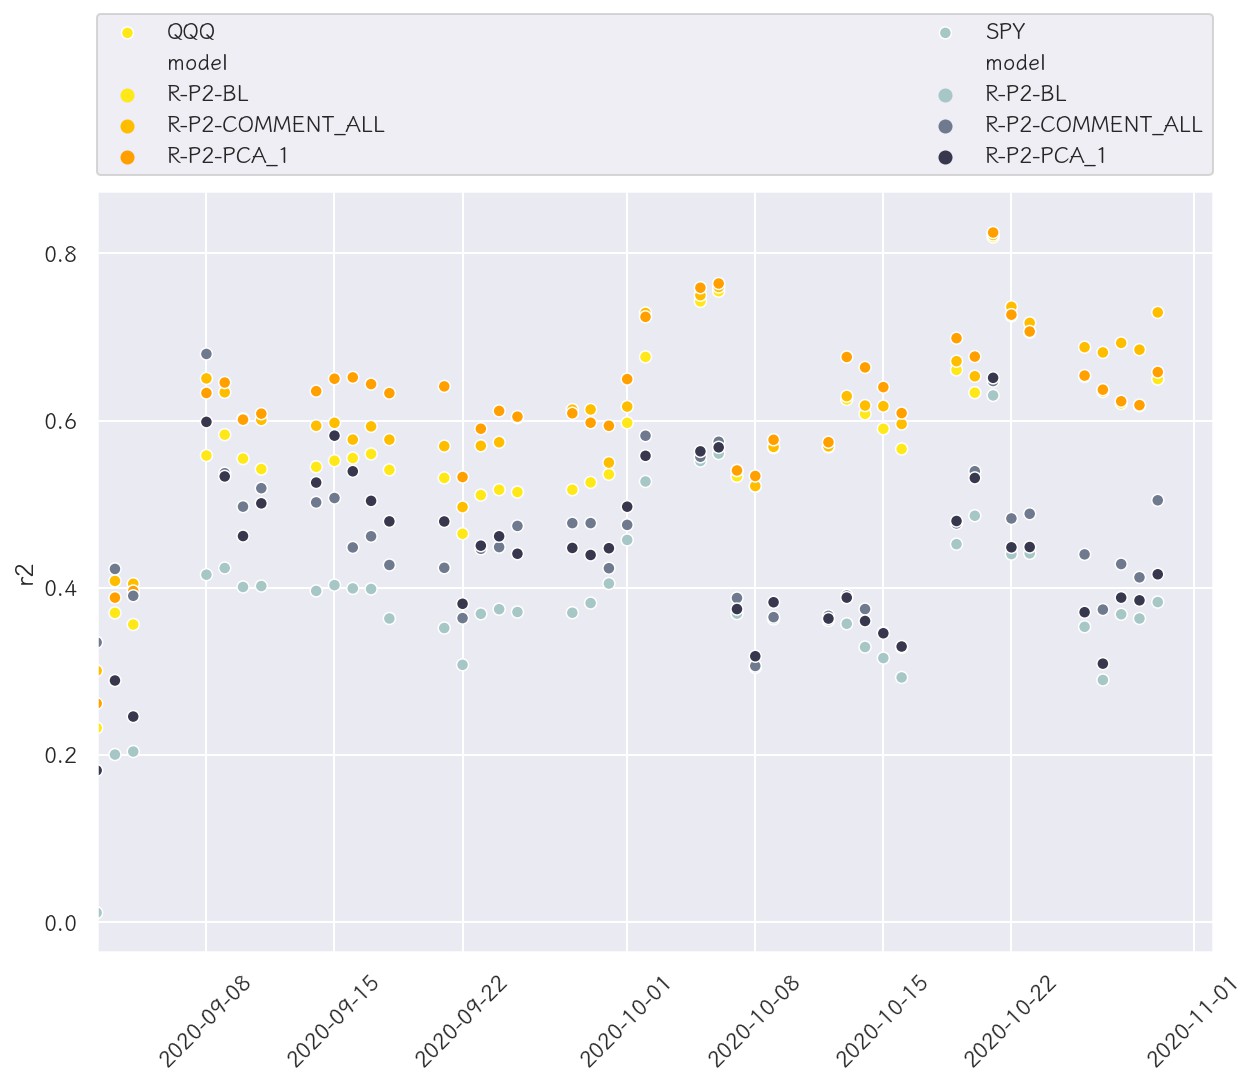 QQQ
model
R-P2-BL
R-P2-COMMENT_ALL
R-P2-PCA_1
SPY
model
R-P2-BL
R-P2-COMMENT_ALL
R-P2-PCA_1
0.8
0.6
0.4
0.2
0.0
r2
2020-09-08
2020-09-15
2020-09-22
2020-10-01
2020-10-08
2020-10-15
2020-10-22
2020-11-01